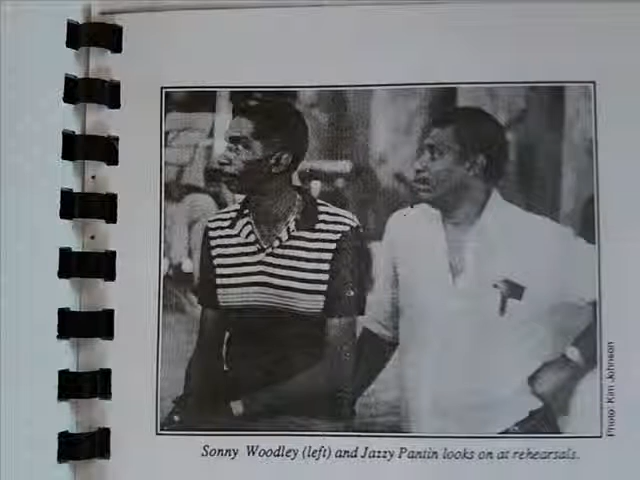 Photo: Kim Johnson
Sonny Woodley (left) and Jazzy Pantin looks on at rehearsals.